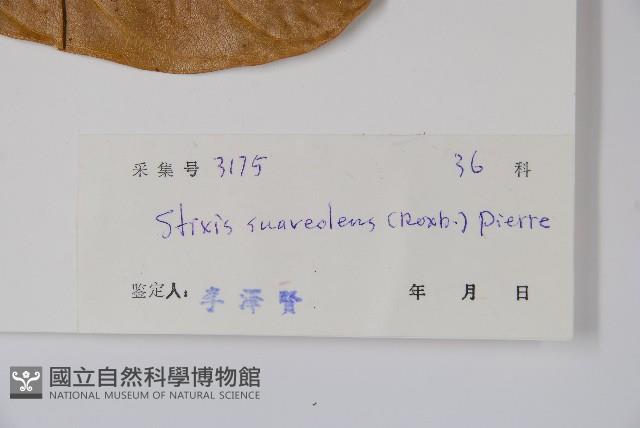 采集号 3175 36 科
Stixis suaveolens (Roxb.) Pierre
鉴定人: 李泽賢 年 月 日
國立自然科學博物館
NATIONAL MUSEUM OF NATURAL SCIENCE